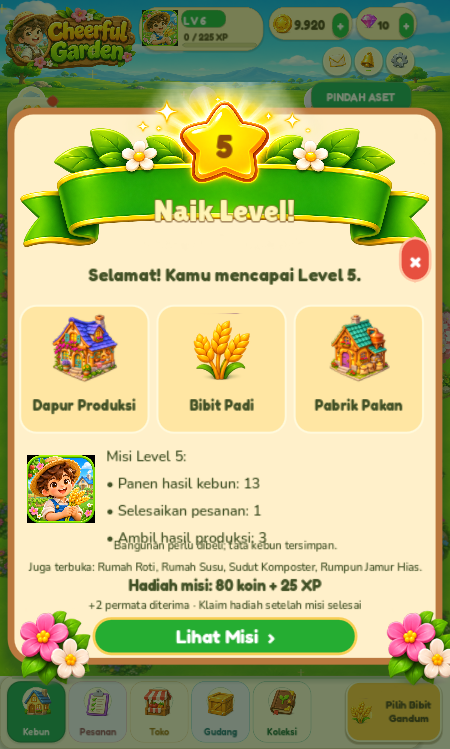 Cheerful
Garden
LV 6
0 / 225 XP
9.920
+
10
+
PINDAH ASET
5
Naik Level!
Selamat! Kamu mencapai Level 5.
Dapur Produksi
Bibit Padi
Pabrik Pakan
Misi Level 5:
• Panen hasil kebun: 13
• Selesaikan pesanan: 1
• Ambil hasil produksi: 3
Bangunan perlu dibeli, tata kebun tersimpan.
Juga terbuka: Rumah Roti, Rumah Susu, Sudut Komposter, Rumpun Jamur Hias.
Hadiah misi: 80 koin + 25 XP
+2 permata diterima · Klaim hadiah setelah misi selesai
Lihat Misi ›
Kebun
Pesanan
Toko
Gudang
Koleksi
Pilih Bibit
Gandum